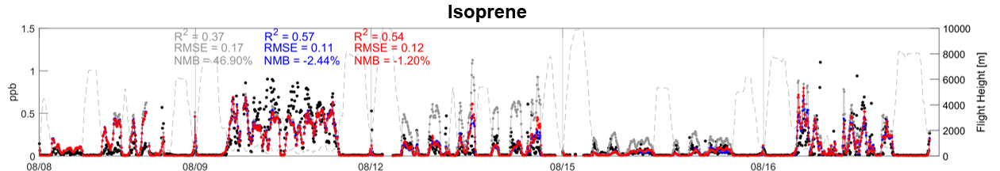 Isoprene
1.5
1
0.5
0
ppb
R2 = 0.37
RMSE = 0.17
NMB = 46.90%
R2 = 0.57
RMSE = 0.11
NMB = -2.44%
R2 = 0.54
RMSE = 0.12
NMB = -1.20%
10000
8000
6000
4000
2000
0
Flight Height [m]
08/08
08/09
08/12
08/15
08/16